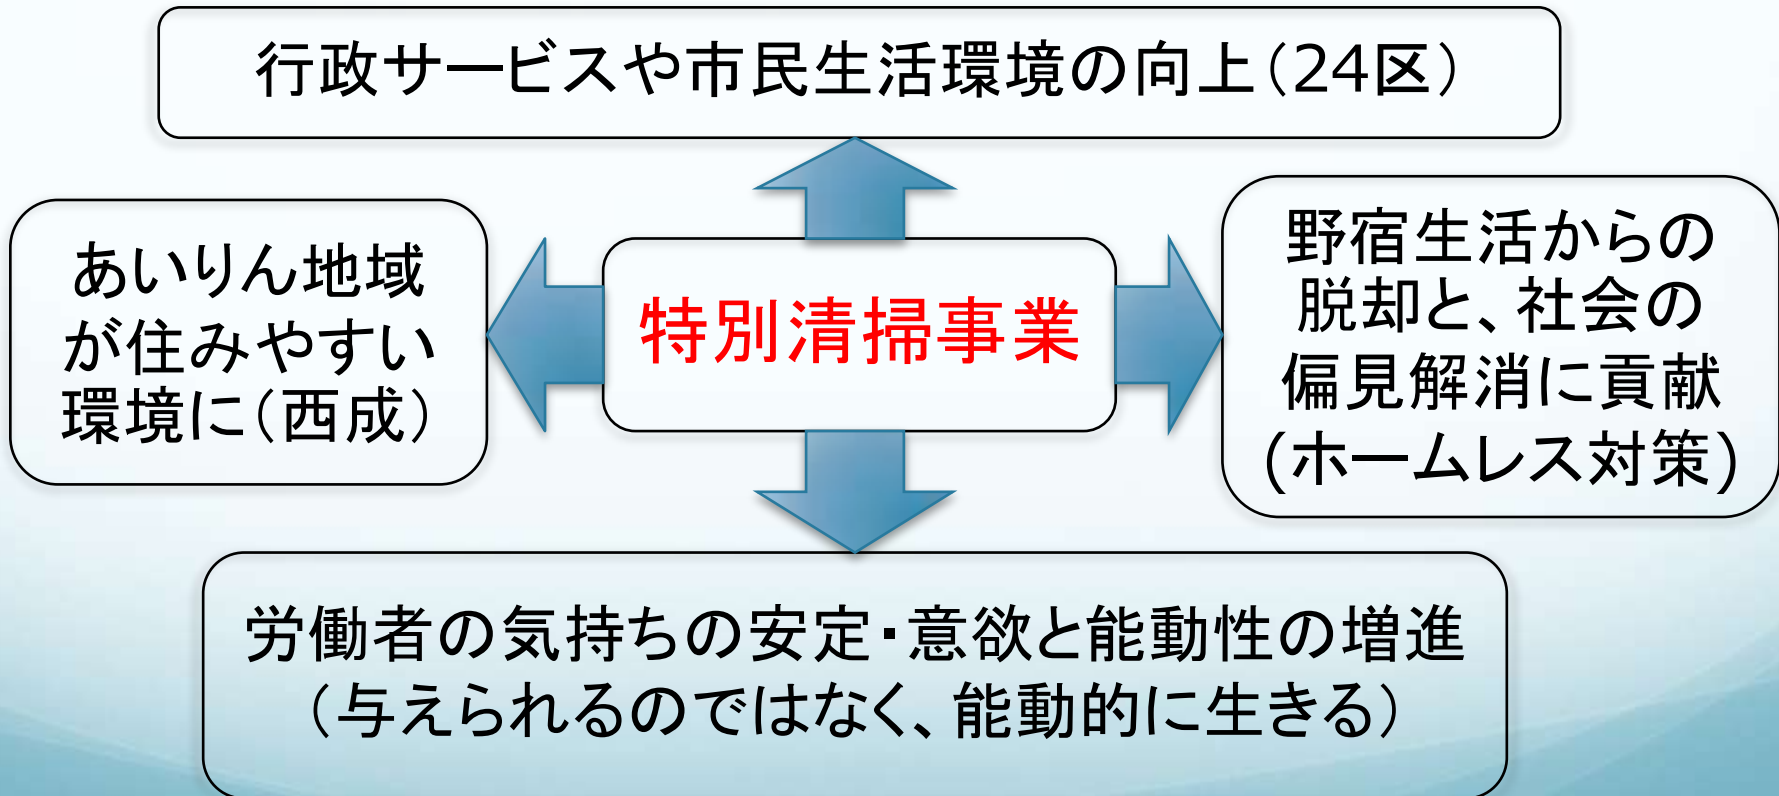 行政サービスや市民生活環境の向上（24区）
あいりん地域
が住みやすい
環境に（西成）
特別清掃事業
野宿生活からの
脱却と、社会の
偏見解消に貢献
(ホームレス対策)
労働者の気持ちの安定・意欲と能動性の増進
（与えられるのではなく、能動的に生きる）